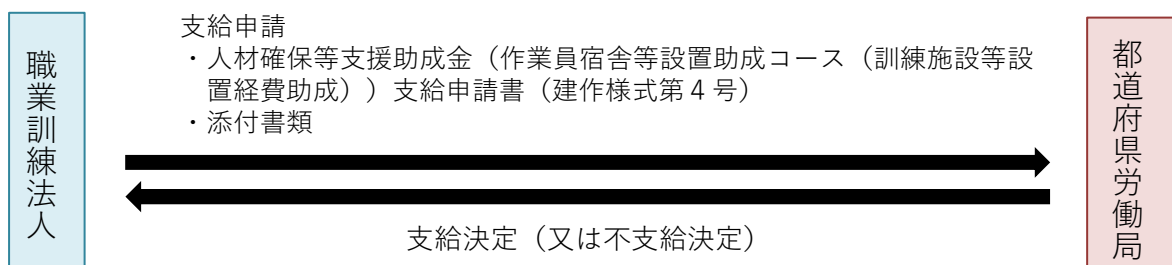 職業訓練法人
支給申請
・人材確保等支援助成金（作業員宿舎等設置助成コース（訓練施設等設
置経費助成））支給申請書（建作様式第４号）
・添付書類
支給決定（又は不支給決定）
都道府県労働局